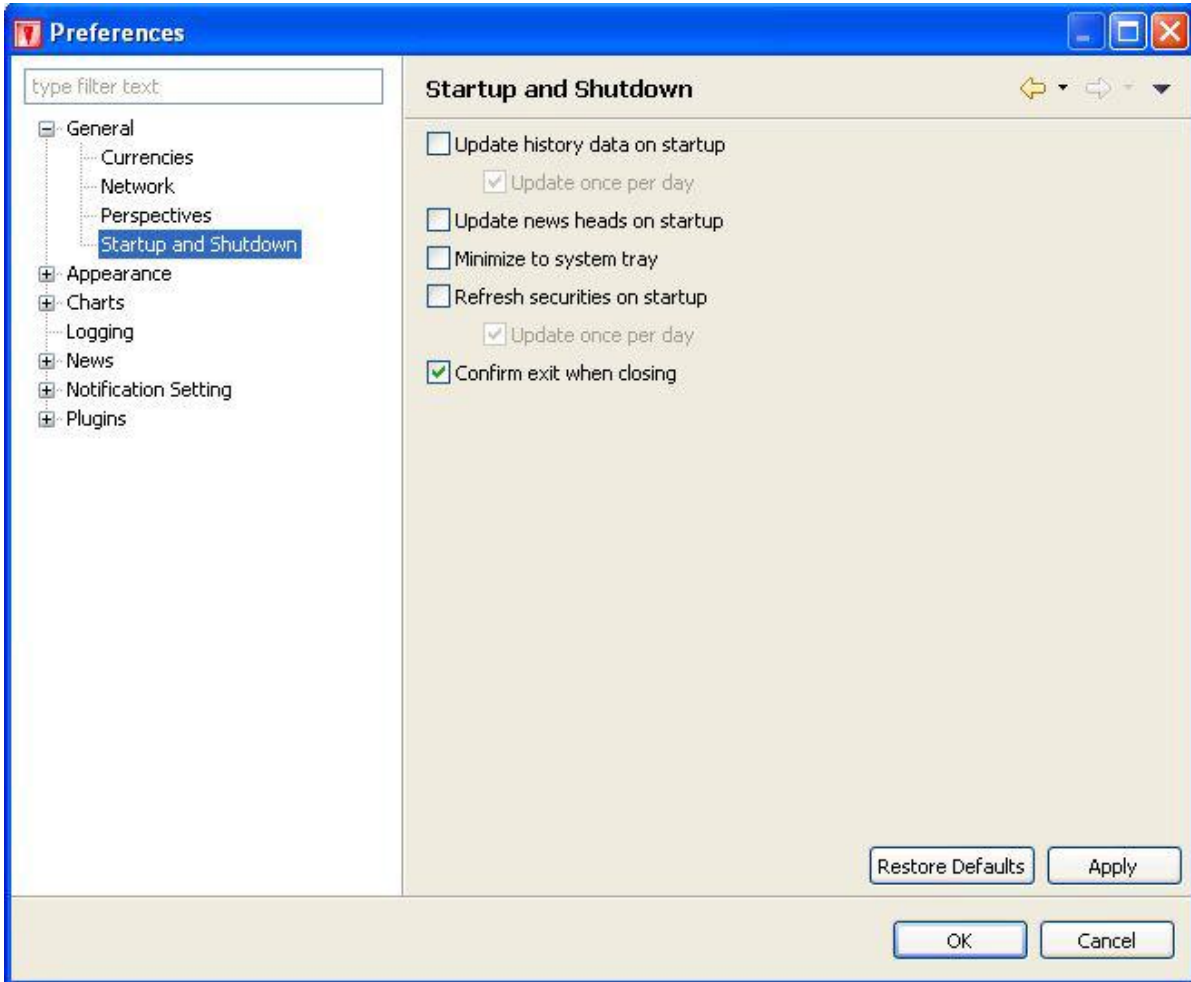 Preferences
type filter text
General
Currencies
Network
Perspectives
Startup and Shutdown
Appearance
Charts
Logging
News
Notification Setting
Plugins
Startup and Shutdown
Update history data on startup
Update once per day
Update news heads on startup
Minimize to system tray
Refresh securities on startup
Update once per day
Confirm exit when closing
Restore Defaults
Apply
OK
Cancel